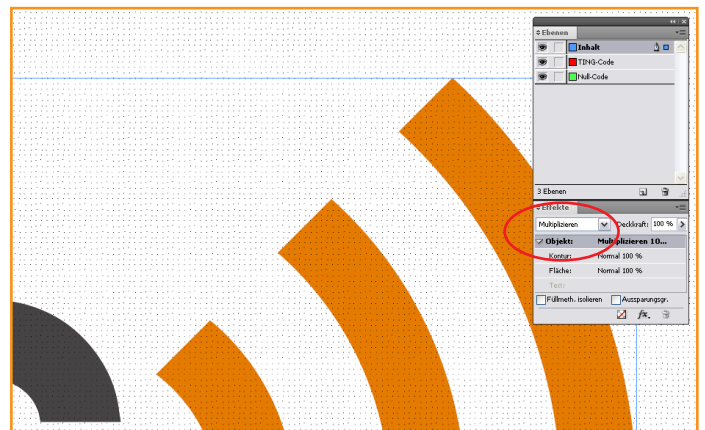 Ebenen
Inhalt
TING-Code
Null-Code
3 Ebenen
Effekte
Multiplizieren Deckkraft: 100 %
Objekt: Multiplizieren 10...
Kontur: Normal 100 %
Fläche: Normal 100 %
Text:
Füllmeth. isolieren Aussparungsgr.
fx.